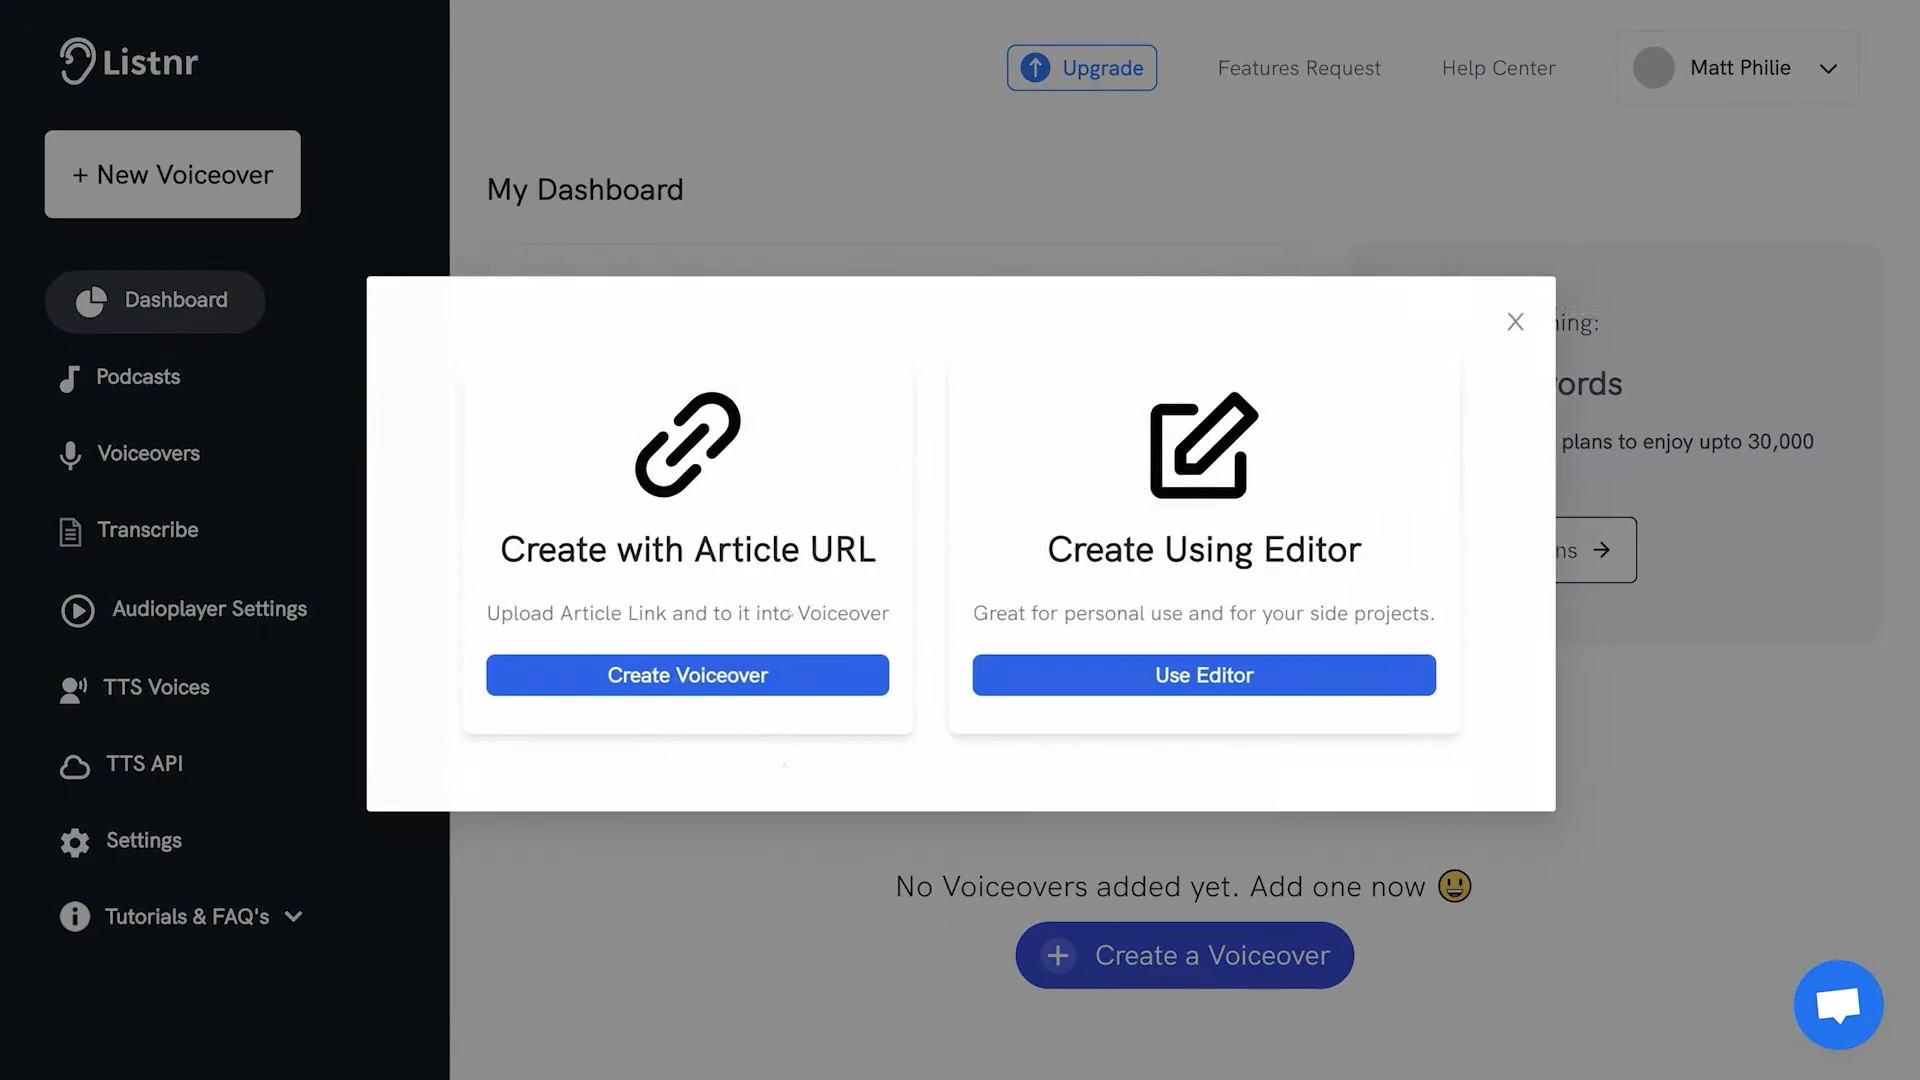 Listnr
+ New Voiceover
Dashboard
Podcasts
Voiceovers
Transcribe
Audioplayer Settings
TTS Voices
TTS API
Settings
Tutorials & FAQ's
Upgrade
Features Request
Help Center
Matt Philie
My Dashboard
plans to enjoy upto 30,000
X
Create with Article URL
Upload Article Link and to it into Voiceover
Create Voiceover
Create Using Editor
Great for personal use and for your side projects.
Use Editor
No Voiceovers added yet. Add one now 😃
+ Create a Voiceover